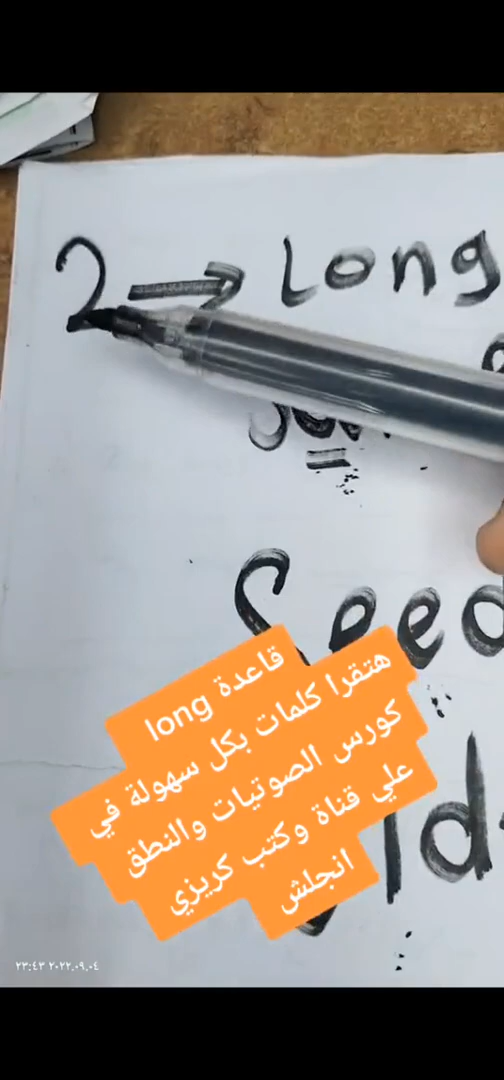 2 → Long
قاعدة long
هتقرا كلمات بكل سهولة في
كورس الصوتيات والنطق
علي قناة وكتب كريزي
انجلش
٢٣:٤٣ ٢٠٢٢.٠٩.٠٤